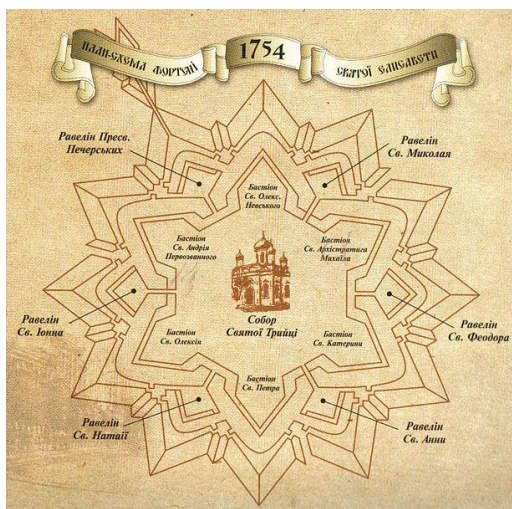 ПЛАН-СХЕМА ФОРТЕЦІ
1754
СВЯТОЇ ЄЛИСАВЕТИ
Равелін Пресв.
Печерських
Равелін
Св. Миколая
Бастіон
Св. Олекс.
Невського
Бастіон
Св. Андрія
Первозванного
Бастіон
Св. Архістратига
Михаїла
Равелін
Св. Іонна
Собор
Святої Трийці
Равелін
Св. Феодора
Бастіон
Св. Олексія
Бастіон
Св. Катерини
Бастіон
Св. Петра
Равелін
Св. Натаії
Равелін
Св. Анни